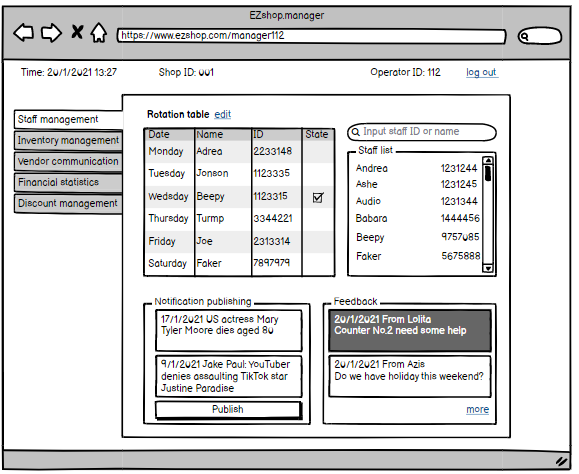 EZshop.manager
https://www.ezshop.com/manager112
Time: 20/1/2021 13:27 Shop ID: 001 Operator ID: 112 log out
Staff management
Inventory management
Vendor communication
Financial statistics
Discount management
Rotation table edit
Date Name ID State
Monday Adrea 2233148
Tuesday Jonson 1123335
Wedsday Beepy 1123315
Thursday Turmp 3344221
Friday Joe 2313314
Saturday Faker 7897979
Input staff ID or name
Staff list
Andrea 1231244
Ashe 1231245
Audio 1231344
Babara 1444456
Beepy 9757085
Faker 5675888
Notification publishing
17/1/2021 US actress Mary
Tyler Moore dies aged 80
9/1/2021 Jake Paul: YouTuber
denies assaulting TikTok star
Justine Paradise
Publish
Feedback
20/1/2021 From Lolita
Counter No.2 need some help
20/1/2021 From Azis
Do we have holiday this weekend?
more